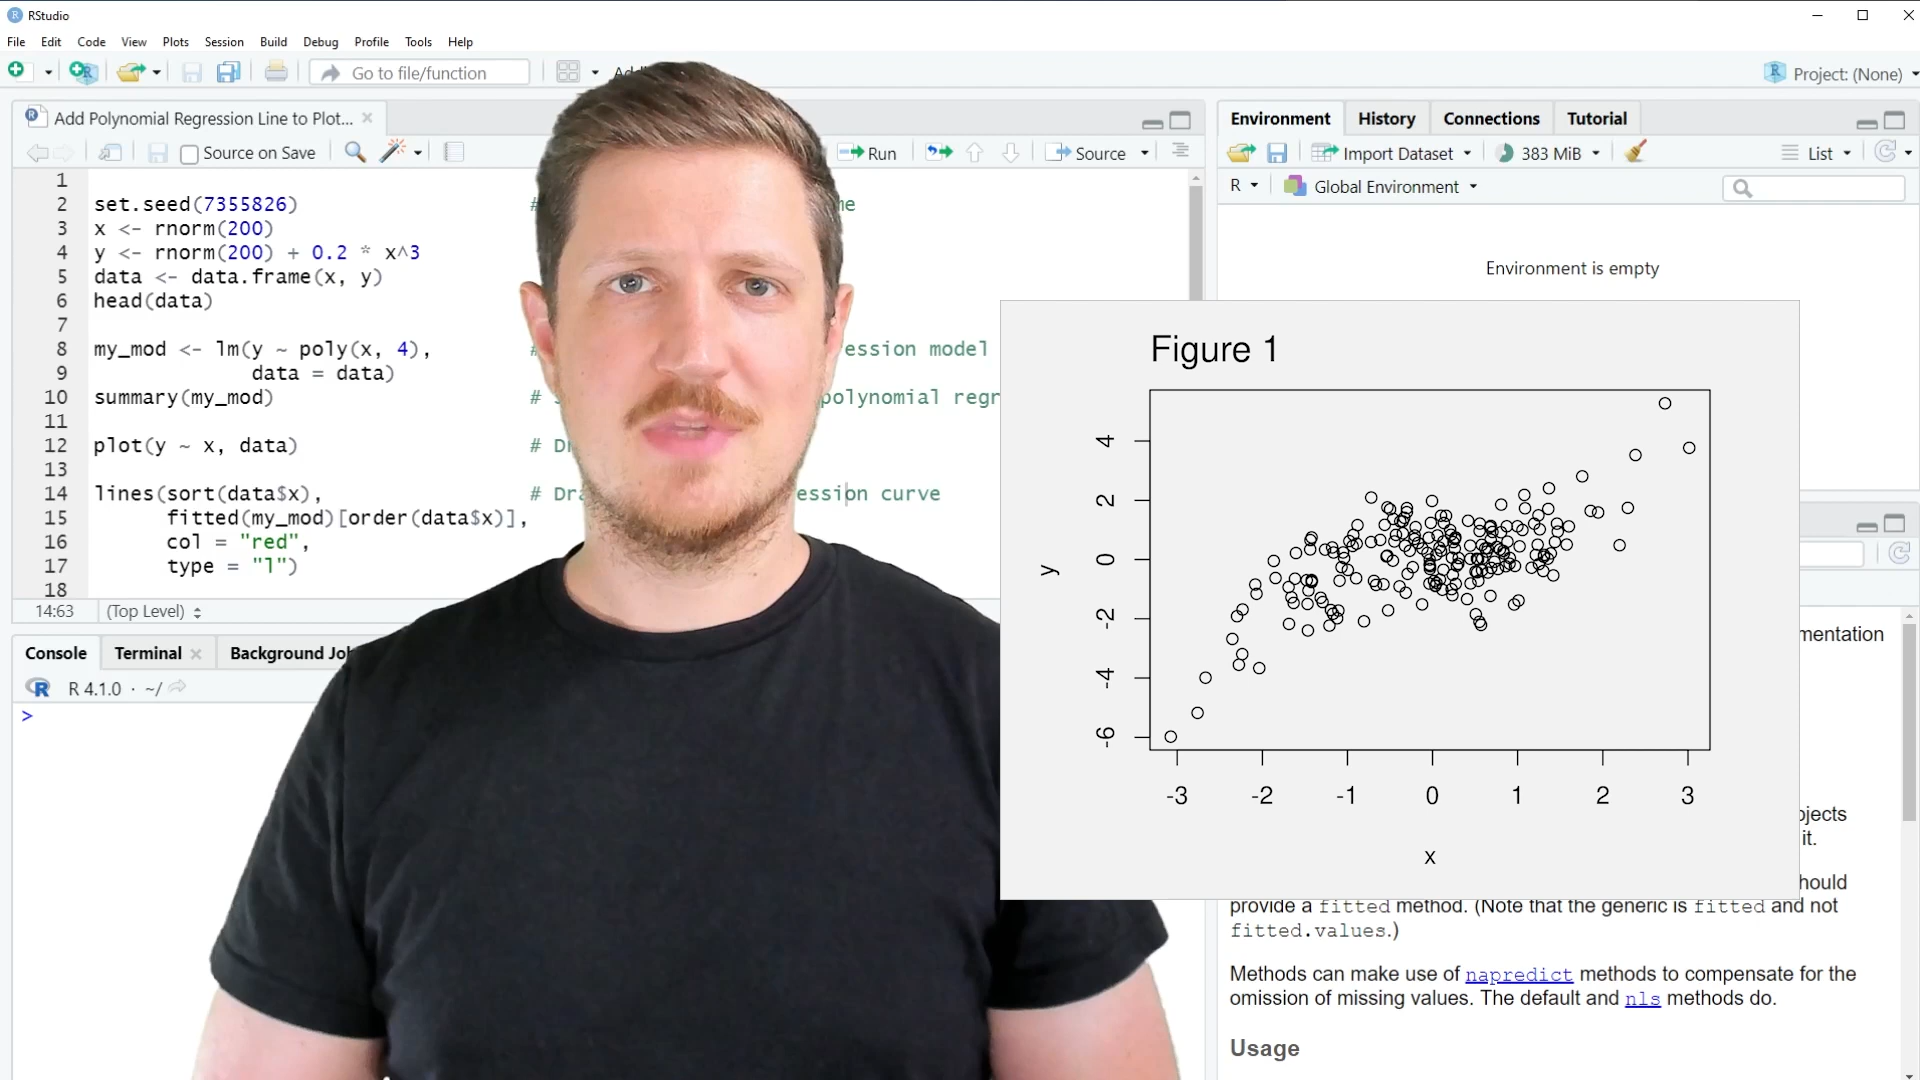 RStudio
File Edit Code View Plots Session Build Debug Profile Tools Help
Go to file/function
Project: (None)
Add Polynomial Regression Line to Plot...
Source on Save
Run
Source
1
2 set.seed(7355826) #
3 x <- rnorm(200)
4 y <- rnorm(200) + 0.2 * x^3
5 data <- data.frame(x, y)
6 head(data)
7
8 my_mod <- lm(y ~ poly(x, 4), # model
9 data = data)
10 summary(my_mod) # polynomial
11
12 plot(y ~ x, data) #
13
14 lines(sort(data$x), # curve
15 fitted(my_mod)[order(data$x)],
16 col = "red",
17 type = "l")
18
14:63 (Top Level)
Console Terminal Background
R 4.1.0 · ~/
>
Environment History Connections Tutorial
Import Dataset 383 MiB List
R Global Environment
Environment is empty
Figure 1
4
2
0
-2
-4
-6
y
-3 -2 -1 0 1 2 3
x
it.
provide a fitted method. (Note that the generic is fitted and not
fitted.values.)
Methods can make use of napredict methods to compensate for the
omission of missing values. The default and nls methods do.
Usage